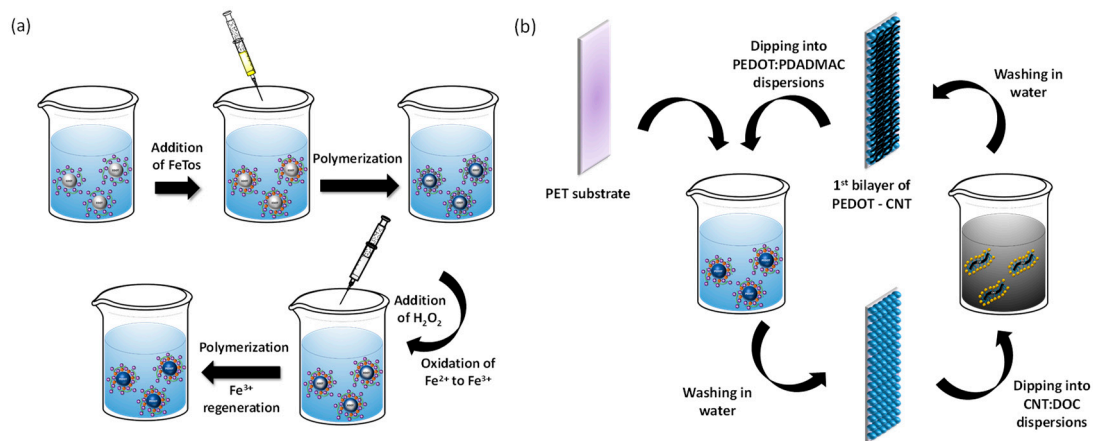 (a)
Addition
of FeTos
Polymerization
Addition
of H₂O₂
Oxidation of
Fe²⁺ to Fe³⁺
Polymerization
Fe³⁺
regeneration
(b)
PET substrate
Dipping into
PEDOT:PDADMAC
dispersions
1ˢᵗ bilayer of
PEDOT - CNT
Washing in
water
Washing in
water
Dipping into
CNT:DOC
dispersions